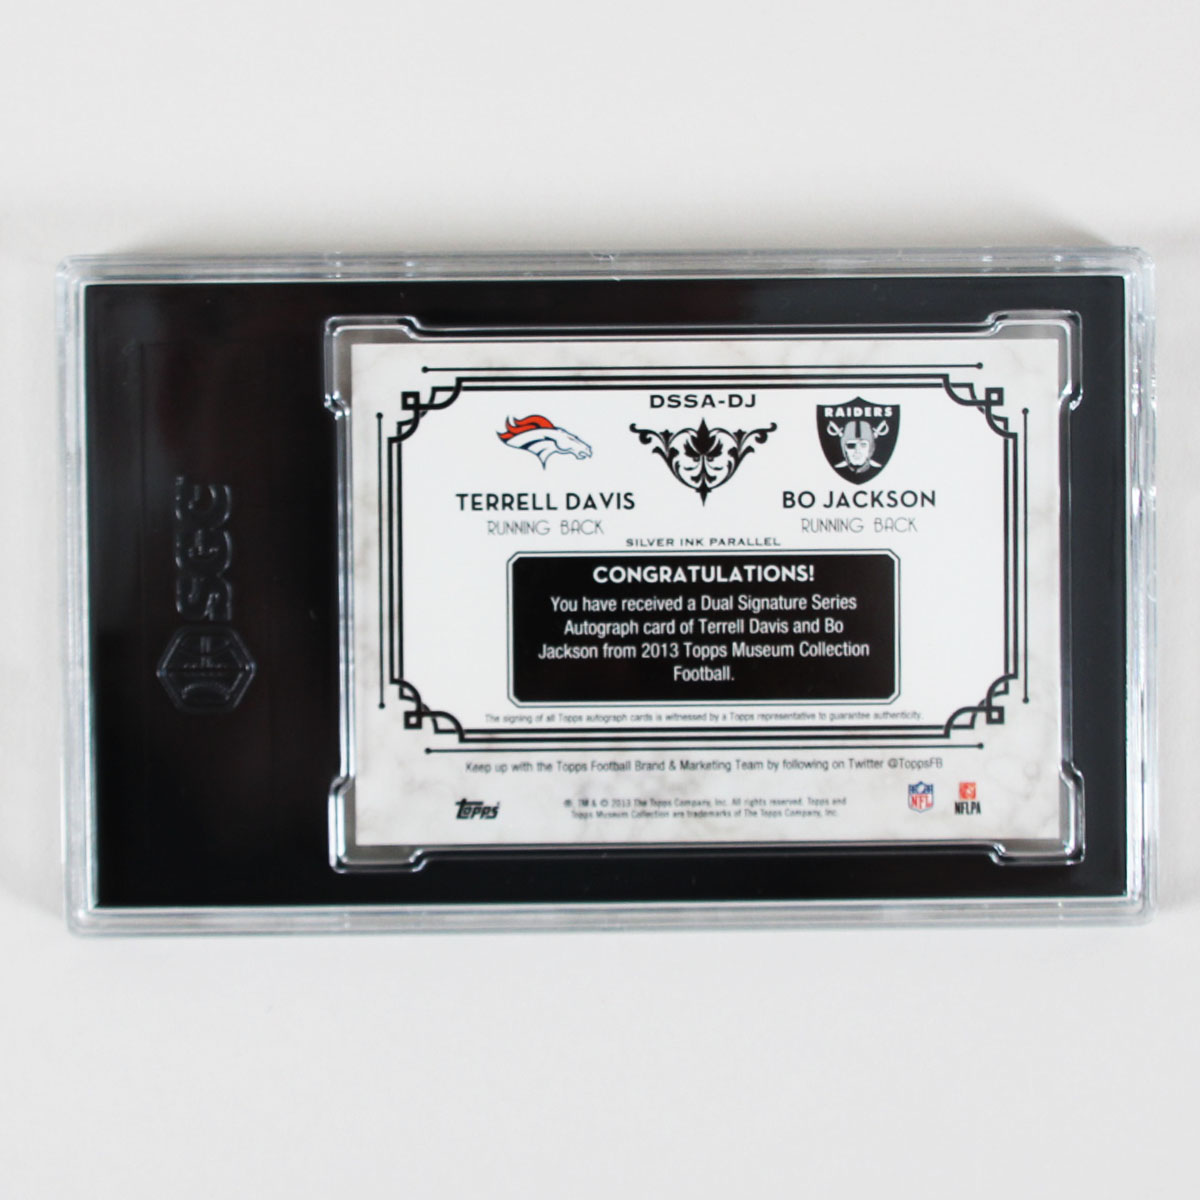 SGC
DSSA-DJ
RAIDERS
TERRELL DAVIS
RUNNING BACK
BO JACKSON
RUNNING BACK
SILVER INK PARALLEL
CONGRATULATIONS!
You have received a Dual Signature Series
Autograph card of Terrell Davis and Bo
Jackson from 2013 Topps Museum Collection
Football.
The signing of all Topps autograph cards is witnessed by a Topps representative to guarantee authenticity.
Keep up with the Topps Football Brand & Marketing Team by following on Twitter @ToppsFB
Topps
®, TM & © 2013 The Topps Company, Inc. All rights reserved. Topps and
Topps Museum Collection are trademarks of The Topps Company, Inc.
NFL
NFLPA